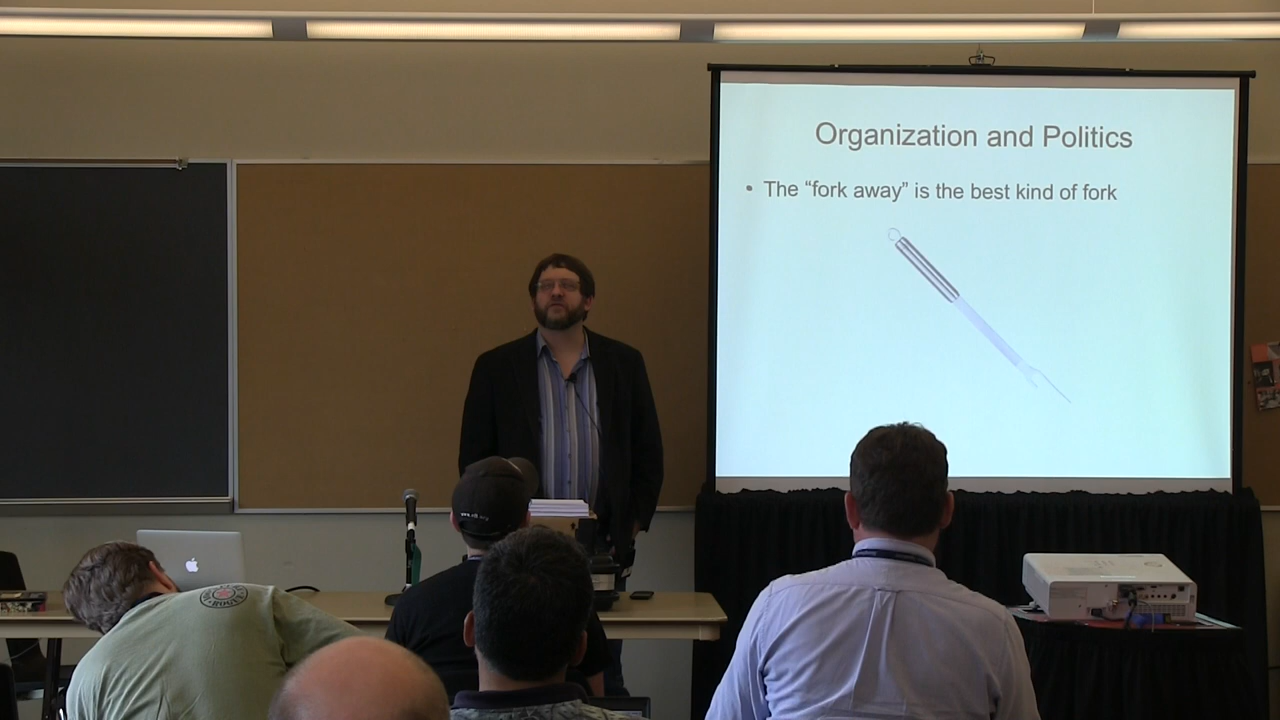 Organization and Politics
• The “fork away” is the best kind of fork